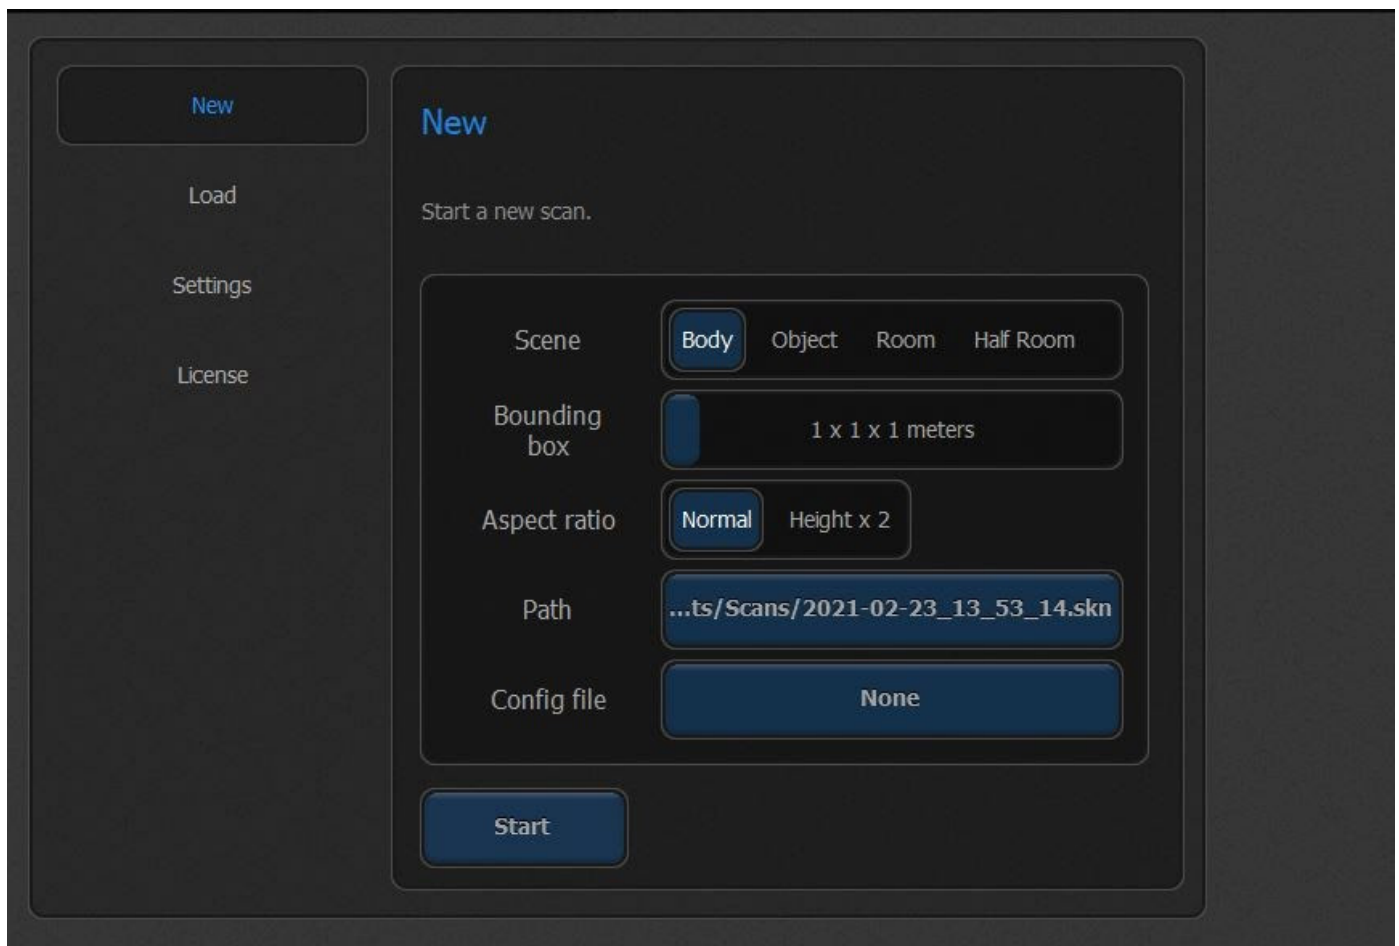 New
Load
Settings
License
New
Start a new scan.
Scene
Body Object Room Half Room
Bounding
box
1 x 1 x 1 meters
Aspect ratio
Normal Height x 2
Path
...ts/Scans/2021-02-23_13_53_14.skn
Config file
None
Start